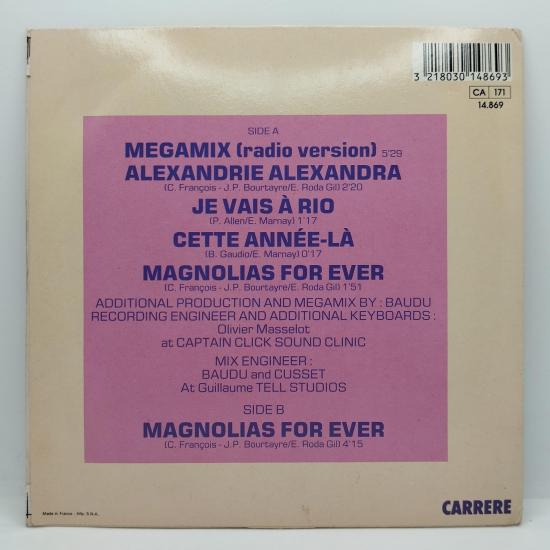 3 218030 148693
CA 171
14.869
SIDE A
MEGAMIX (radio version) 5'29
ALEXANDRIE ALEXANDRA
(C. François - J.P. Bourtayre/E. Roda Gil) 2'20
JE VAIS À RIO
(P. Allen/E. Marnay) 1'17
CETTE ANNÉE-LÀ
(B. Gaudio/E. Marnay) 0'17
MAGNOLIAS FOR EVER
(C. François - J.P. Bourtayre/E. Roda Gil) 1'51
ADDITIONAL PRODUCTION AND MEGAMIX BY : BAUDU
RECORDING ENGINEER AND ADDITIONAL KEYBOARDS :
Olivier Masselot
at CAPTAIN CLICK SOUND CLINIC
MIX ENGINEER :
BAUDU and CUSSET
At Guillaume TELL STUDIOS
SIDE B
MAGNOLIAS FOR EVER
(C. François - J.P. Bourtayre/E. Roda Gil) 4'15
Made in France -
CARRERE